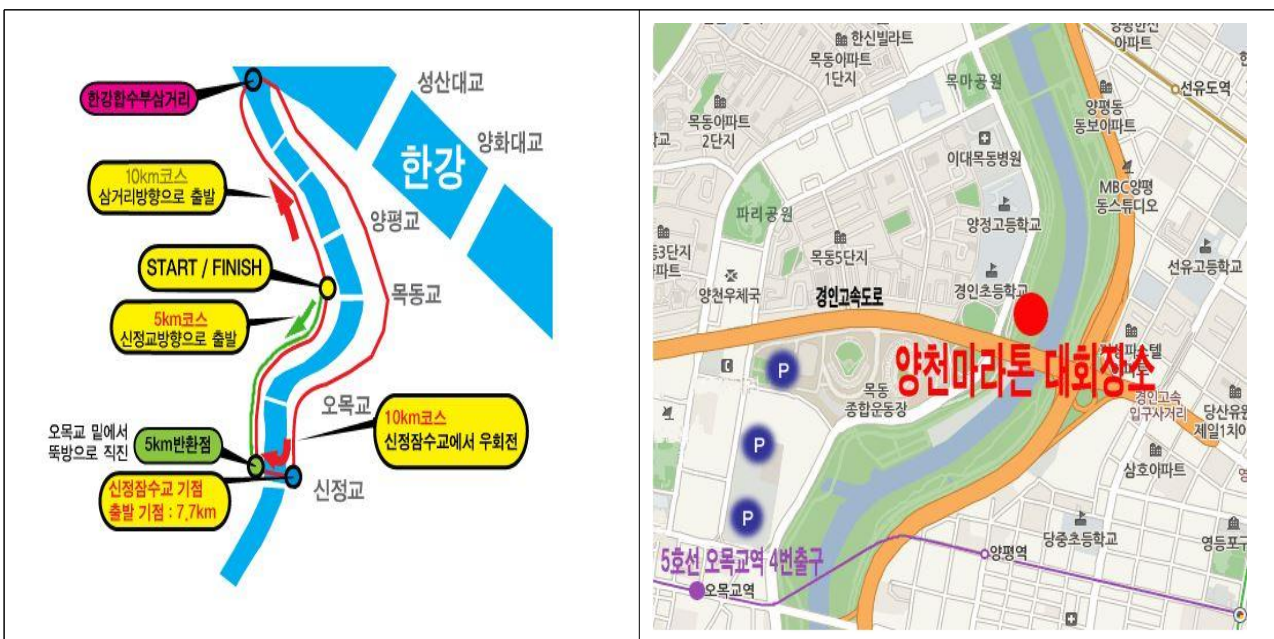 성산대교
한강합수부삼거리
양화대교
한강
10km코스
삼거리방향으로 출발
양평교
START / FINISH
목동교
5km코스
신정교방향으로 출발
오목교
10km코스
신정잠수교에서 우회전
오목교 밑에서
뚝방으로 직진
5km반환점
신정교
신정잠수교 기점
출발 기점 : 7.7km
한신빌라트
목동아파트
1단지
아파트
목마공원
선유도역
목동아파트
2단지
양평동
동보아파트
이대목동병원
MBC양평
동스튜디오
파리공원
양정고등학교
목동5단지
선유고등학교
양천우체국
경인고속도로
경인초등학교
양천마라톤 대회장소
P
목동
종합운동장
경인고속
입구사거리
당산유원
제일1차
P
삼호아파트
P
당중초등학교
영등포구
5호선 오목교역 4번출구
양평역
오목교역